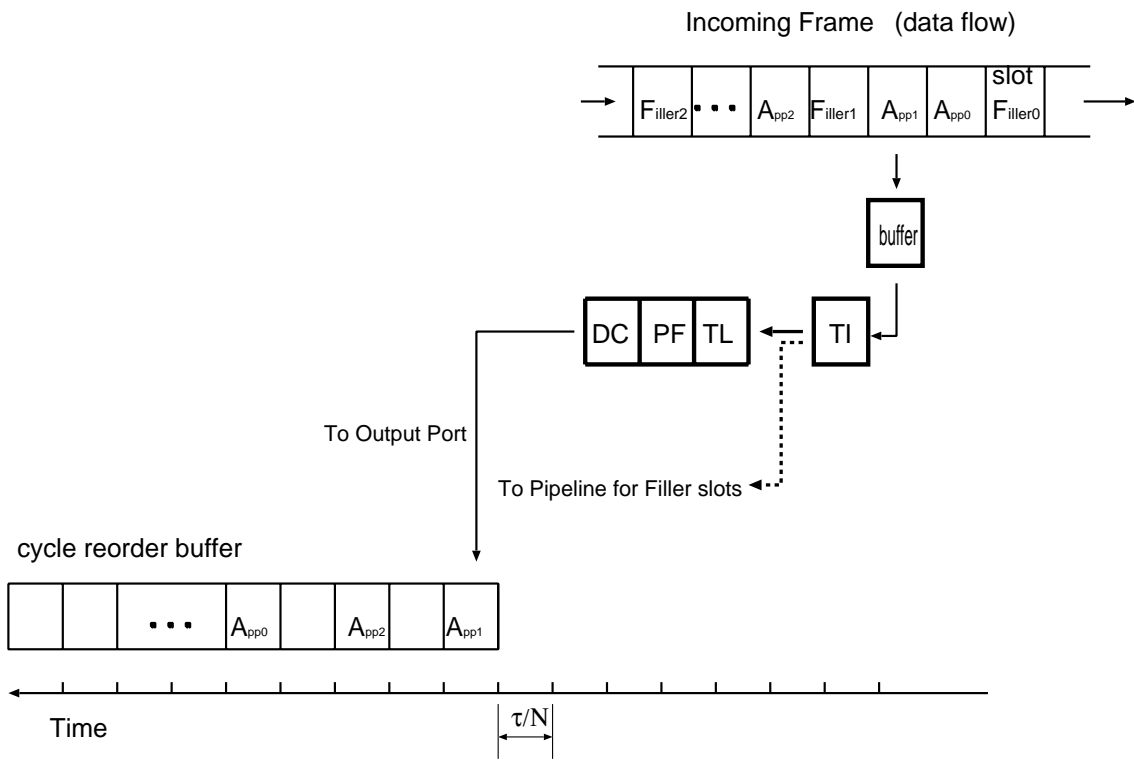 Incoming Frame (data flow)
slot
Filler2 ... App2 Filler1 App1 App0 Filler0
buffer
DC PF TL TI
To Output Port
To Pipeline for Filler slots
cycle reorder buffer
... App0 App2 App1
Time
τ/N